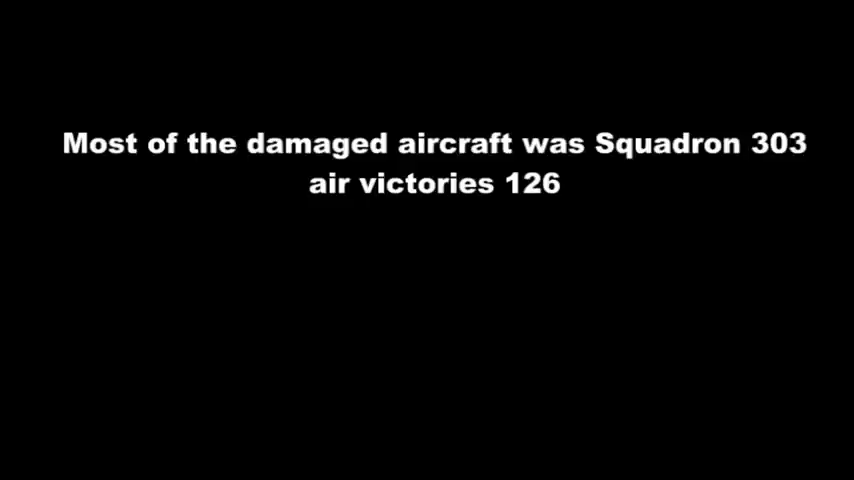 Most of the damaged aircraft was Squadron 303
air victories 126